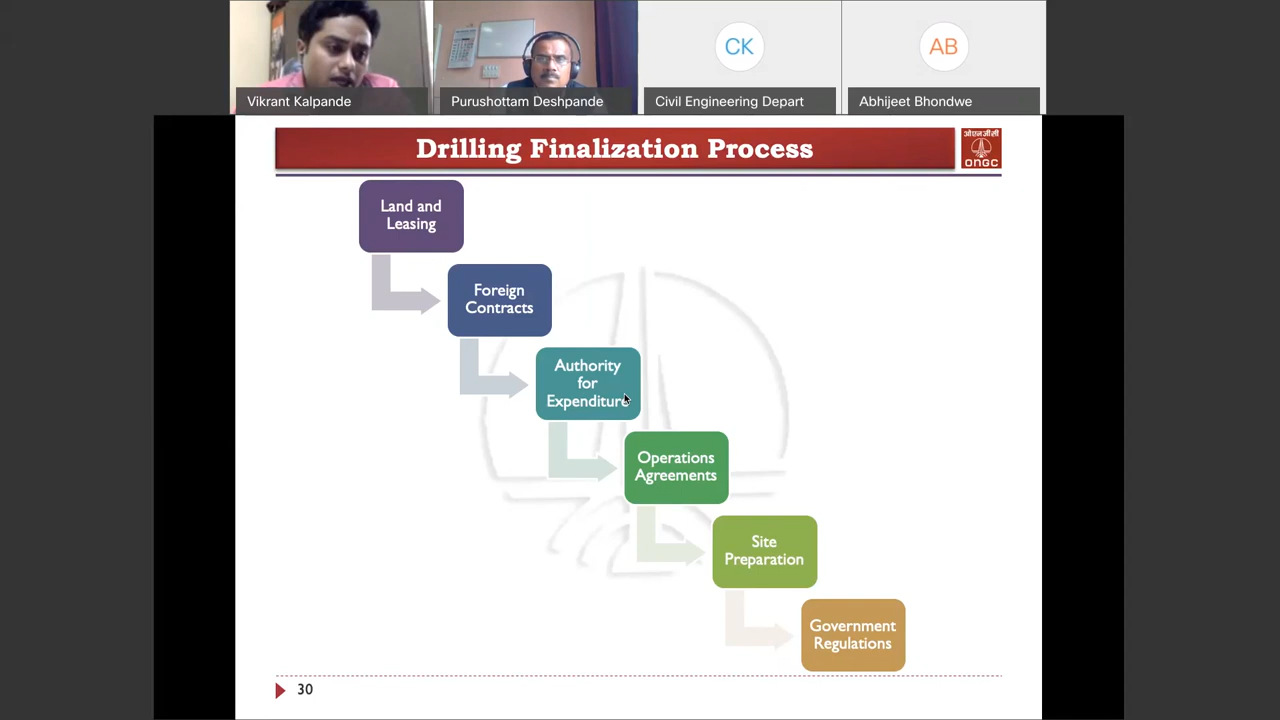 CK
AB
Vikrant Kalpande
Purushottam Deshpande
Civil Engineering Depart
Abhijeet Bhondwe
Drilling Finalization Process
ओएनजीसी
ONGC
Land and
Leasing
Foreign
Contracts
Authority
for
Expenditure
Operations
Agreements
Site
Preparation
Government
Regulations
30